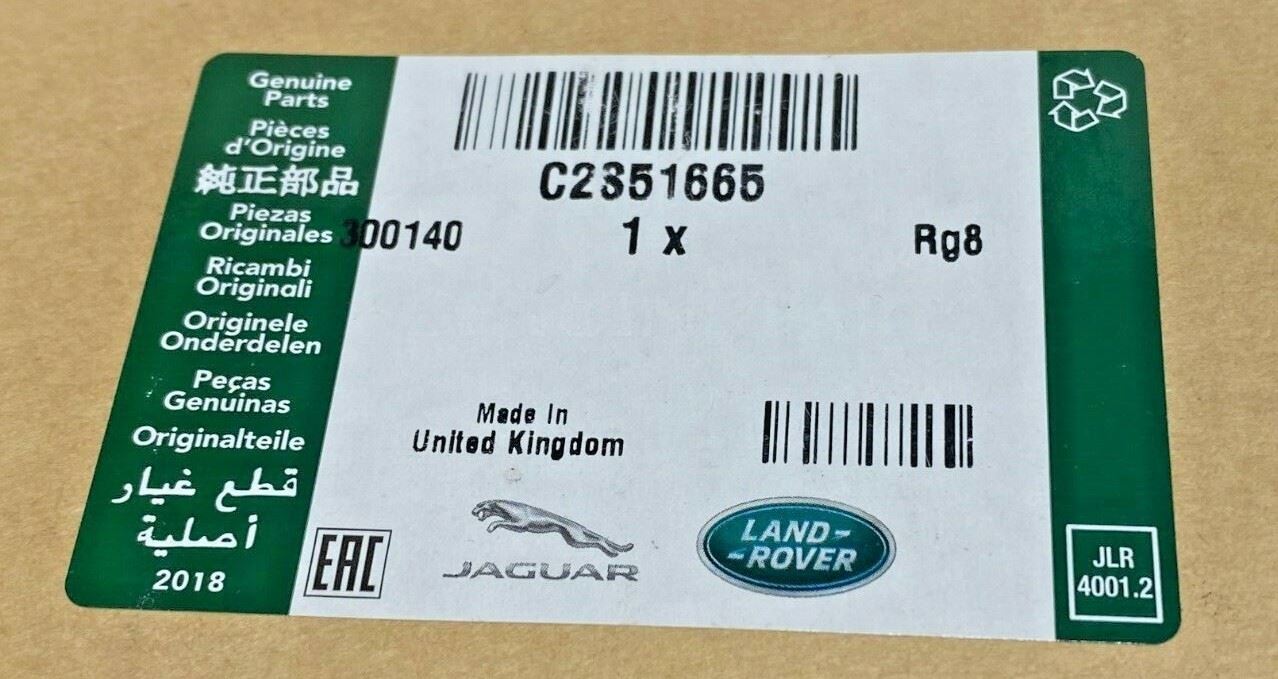 Genuine
Parts
Pièces
d'Origine
純正部品
Piezas
Originales
Ricambi
Originali
Originele
Onderdelen
Peças
Genuinas
Originalteile
قطع غيار
أصلية
2018
C2S51665
300140 1 x Rg8
Made In
United Kingdom
EAC
JAGUAR
LAND-
-ROVER
JLR
4001.2